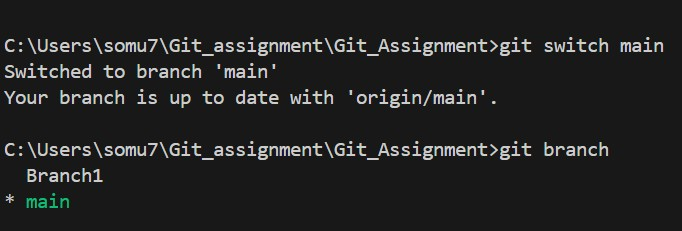 C:\Users\somu7\Git_assignment\Git_Assignment>git switch main
Switched to branch 'main'
Your branch is up to date with 'origin/main'.
C:\Users\somu7\Git_assignment\Git_Assignment>git branch
  Branch1
* main